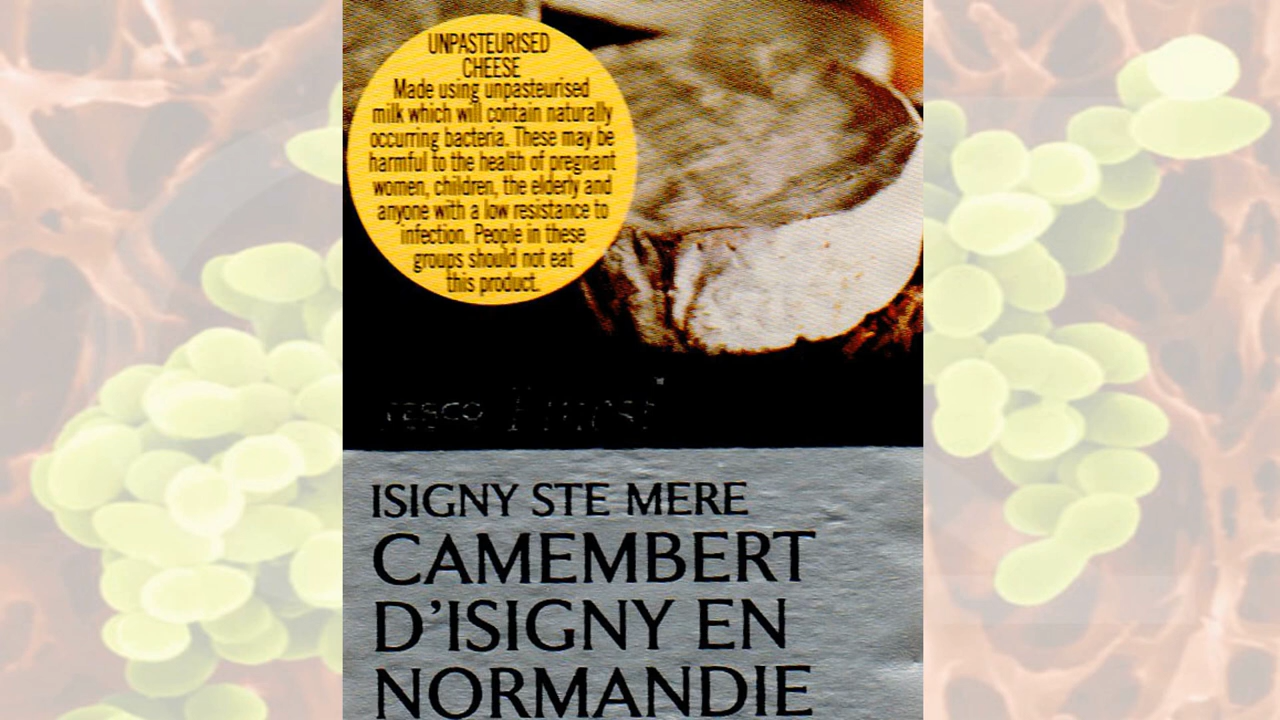 UNPASTEURISED
CHEESE
Made using unpasteurised
milk which will contain naturally
occurring bacteria. These may be
harmful to the health of pregnant
women, children, the elderly and
anyone with a low resistance to
infection. People in these
groups should not eat
this product.
TESCO Finest
ISIGNY STE MERE
CAMEMBERT
D'ISIGNY EN
NORMANDIE